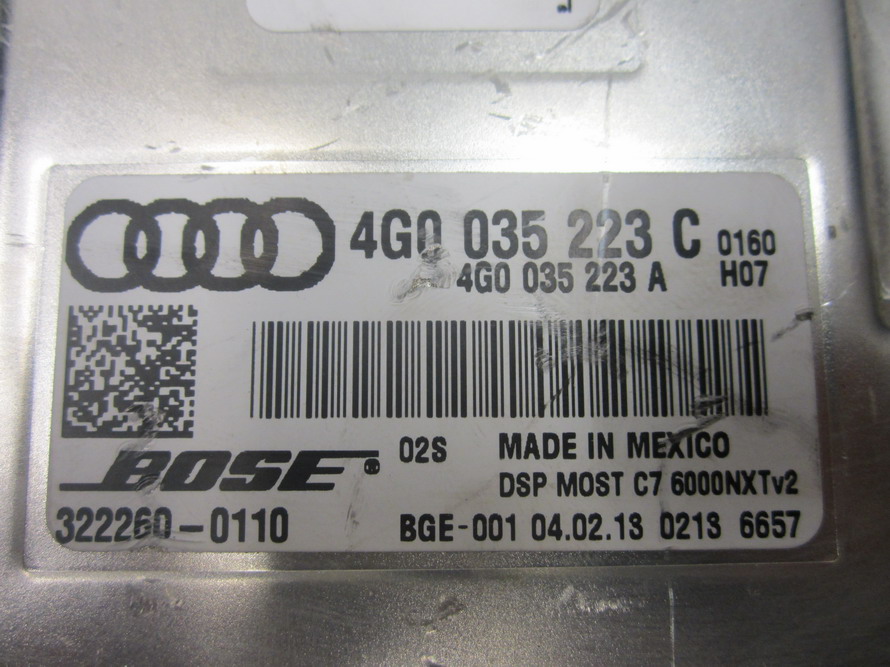 4G0 035 223 C 0160
4G0 035 223 A H07
BOSE 02S MADE IN MEXICO
DSP MOST C7 6000NXTv2
322260-0110 BGE-001 04.02.13 0213 6657